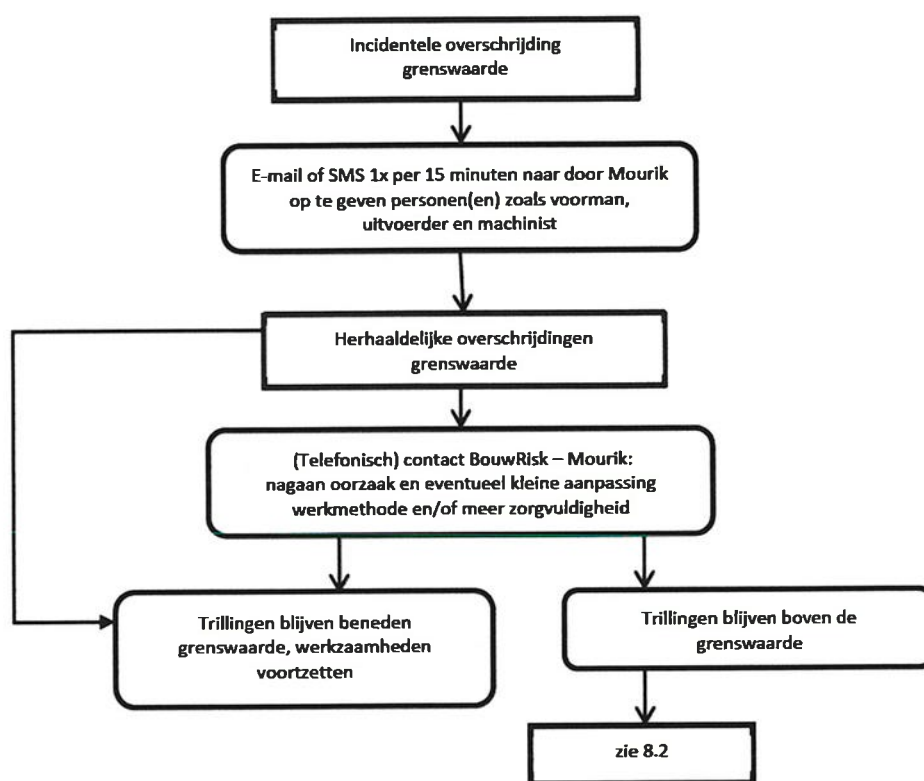 Incidentele overschrijding
grenswaarde
E-mail of SMS 1x per 15 minuten naar door Mourik
op te geven personen(en) zoals voorman,
uitvoerder en machinist
Herhaaldelijke overschrijdingen
grenswaarde
(Telefonisch) contact BouwRisk – Mourik:
nagaan oorzaak en eventueel kleine aanpassing
werkmethode en/of meer zorgvuldigheid
Trillingen blijven beneden
grenswaarde, werkzaamheden
voortzetten
Trillingen blijven boven de
grenswaarde
zie 8.2